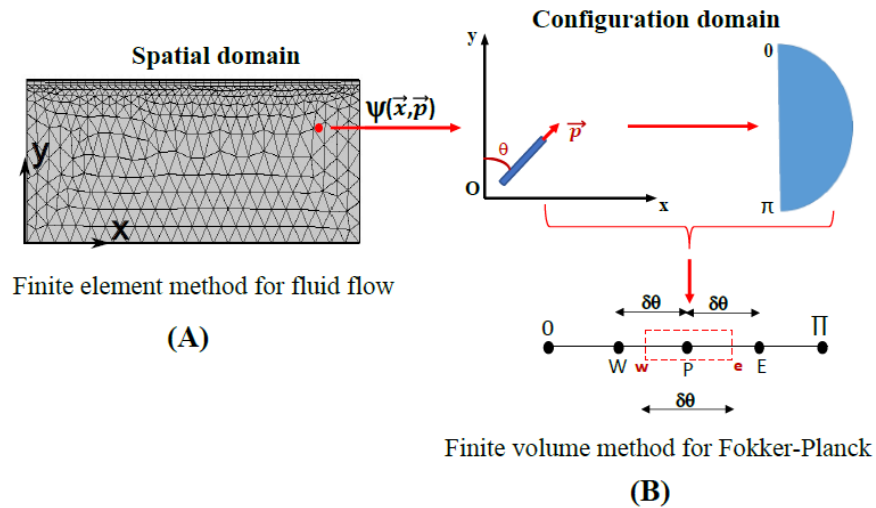 Spatial domain
y
x
ψ(x⃗,p⃗)
Finite element method for fluid flow
(A)
Configuration domain
y
θ
p⃗
O
x
0
π
δθ
δθ
0
Π
W
w
P
e
E
δθ
Finite volume method for Fokker-Planck
(B)